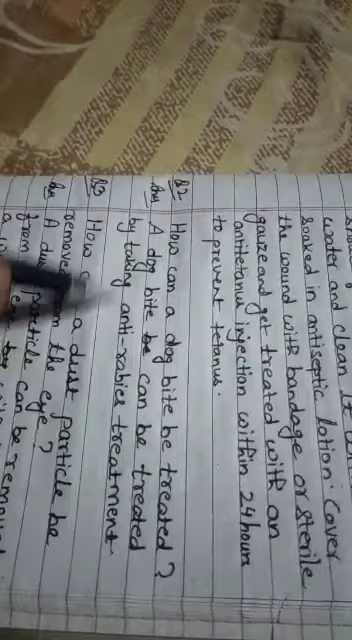 water and clean it
soaked in antiseptic lotion. Cover
the wound with bandage or sterile
gauze and get treated with an
antitetanus injection within 24 hours
to prevent tetanus.
Q2 How can a dog bite be treated?
Ans A dog bite can be treated
by taking anti-rabies treatment
Q3 How a dust particle be
removed from the eye?
Ans A dust particle can be removed
from
a